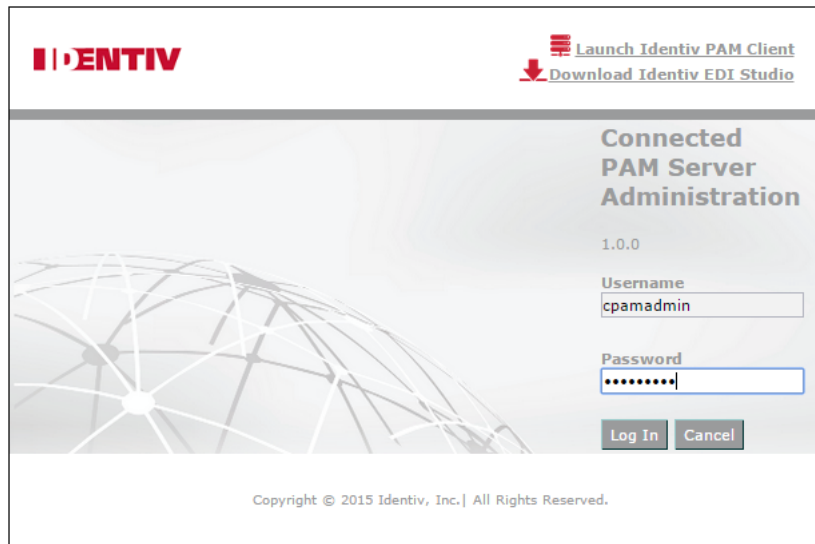 IDENTIV
Launch Identiv PAM Client
Download Identiv EDI Studio
Connected
PAM Server
Administration
1.0.0
Username
cpamadmin
Password
•••••••••
Log In Cancel
Copyright © 2015 Identiv, Inc.| All Rights Reserved.